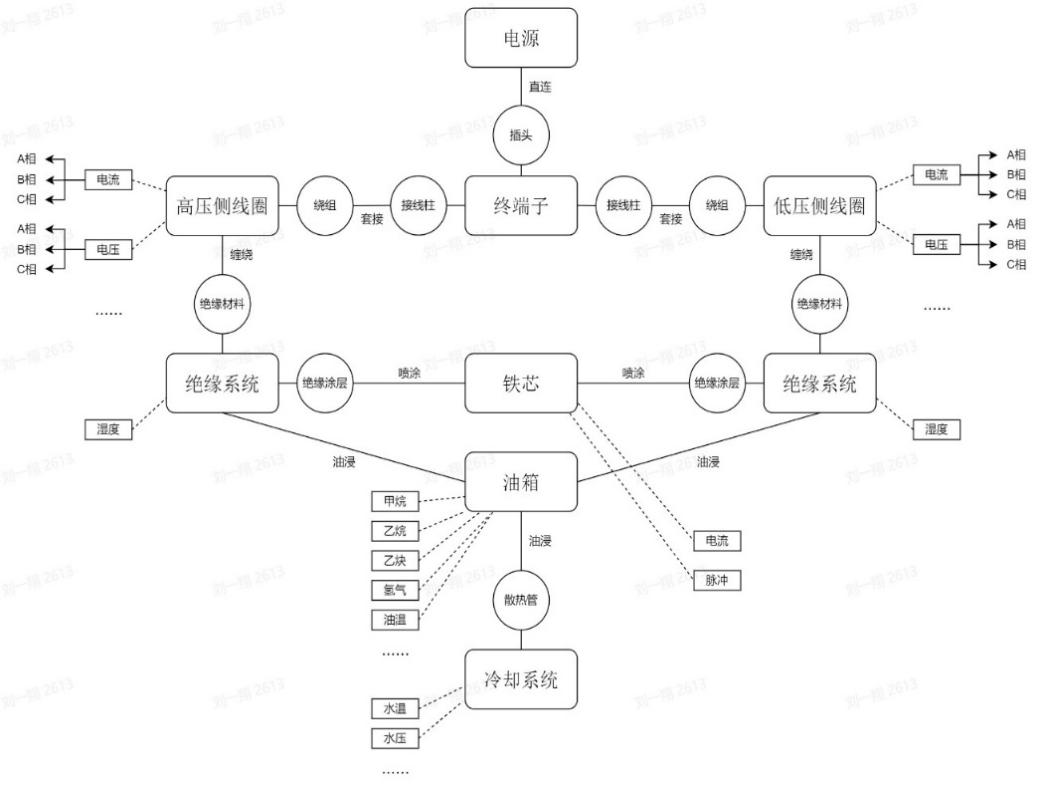 电源
直连
插头
A相
B相
C相
电流
A相
B相
C相
电压
……
高压侧线圈
绕组
套接
接线柱
终端子
接线柱
套接
绕组
低压侧线圈
电流
A相
B相
C相
电压
A相
B相
C相
……
缠绕
绝缘材料
缠绕
绝缘材料
绝缘系统
绝缘涂层
喷涂
铁芯
喷涂
绝缘涂层
绝缘系统
湿度
湿度
油浸
油箱
油浸
甲烷
乙烷
乙炔
氢气
油温
……
油浸
电流
脉冲
散热管
冷却系统
水温
水压
……
刘一翔 2613